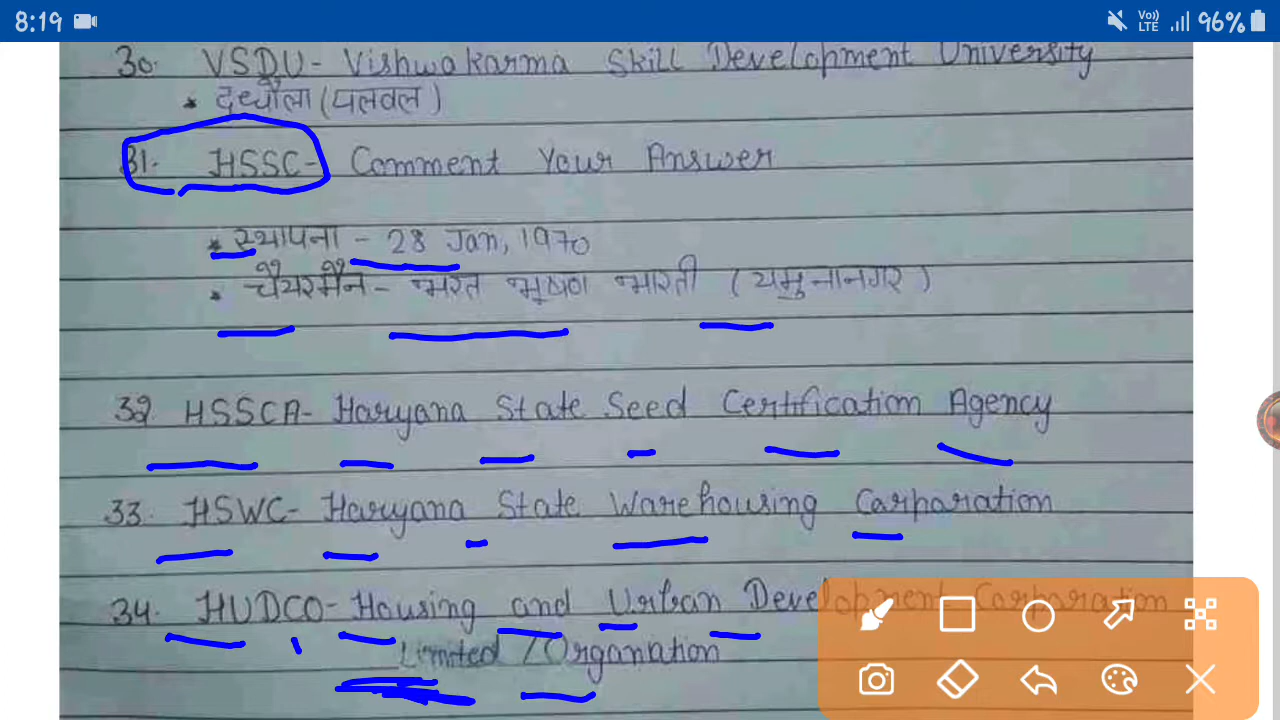 8:19 Vo)) LTE 96%
30. VSDU- Vishwakarma Skill Development University
* दुधौला (पलवल)
31. HSSC- Comment Your Answer
* स्थापना - 28 Jan, 1970
• चेयरमैन- भारत भूषण भारती (यमुनानगर)
32 HSSCA- Haryana State Seed Certification Agency
33. HSWC- Haryana State Warehousing Carparation
34. HUDCO- Housing and Urban Development Carparation
Limited / Organation